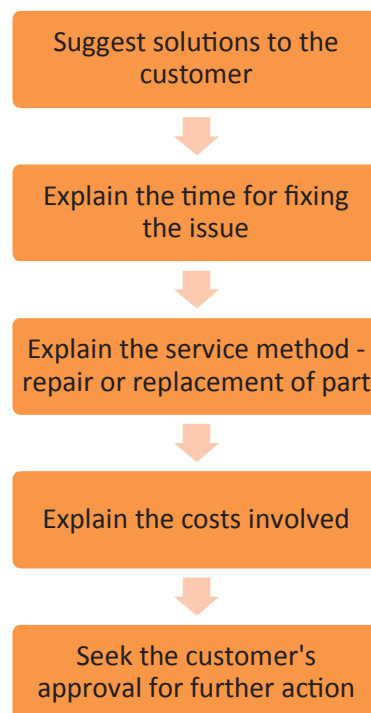 Suggest solutions to the
customer
Explain the time for fixing
the issue
Explain the service method -
repair or replacement of part
Explain the costs involved
Seek the customer's
approval for further action